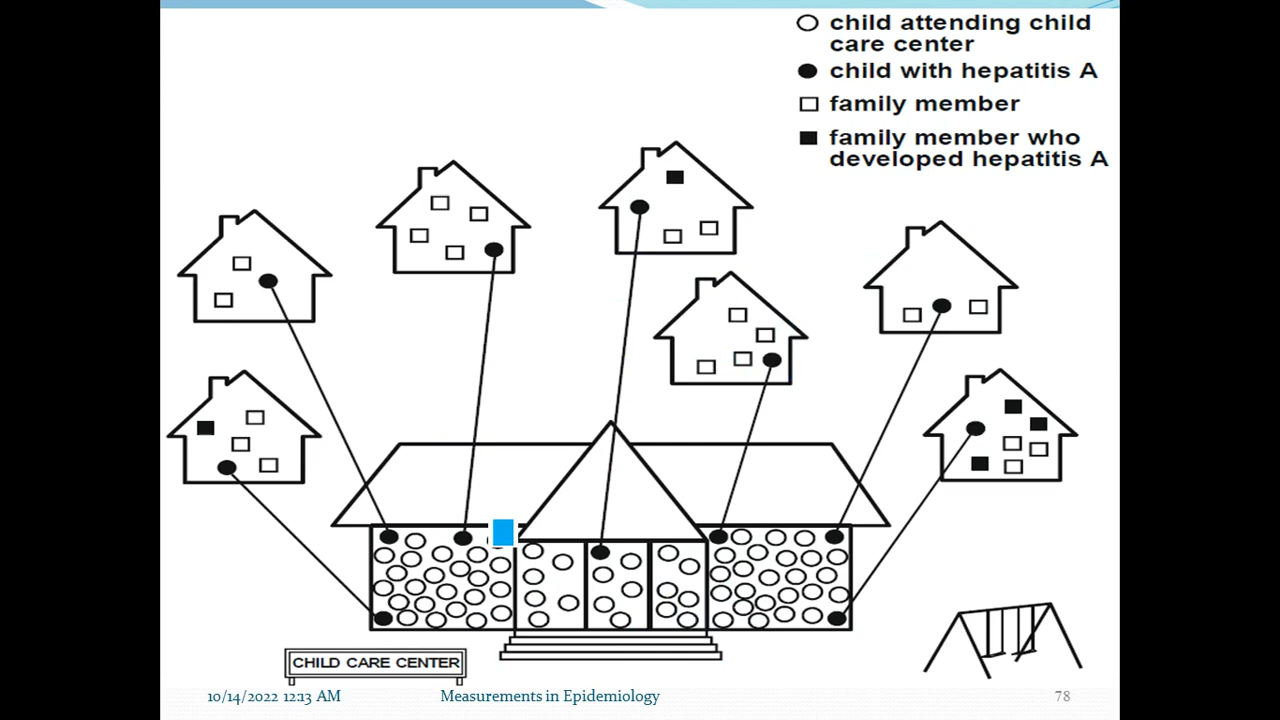 child attending child
care center
child with hepatitis A
family member
family member who
developed hepatitis A
CHILD CARE CENTER
10/14/2022 12:13 AM
Measurements in Epidemiology
78